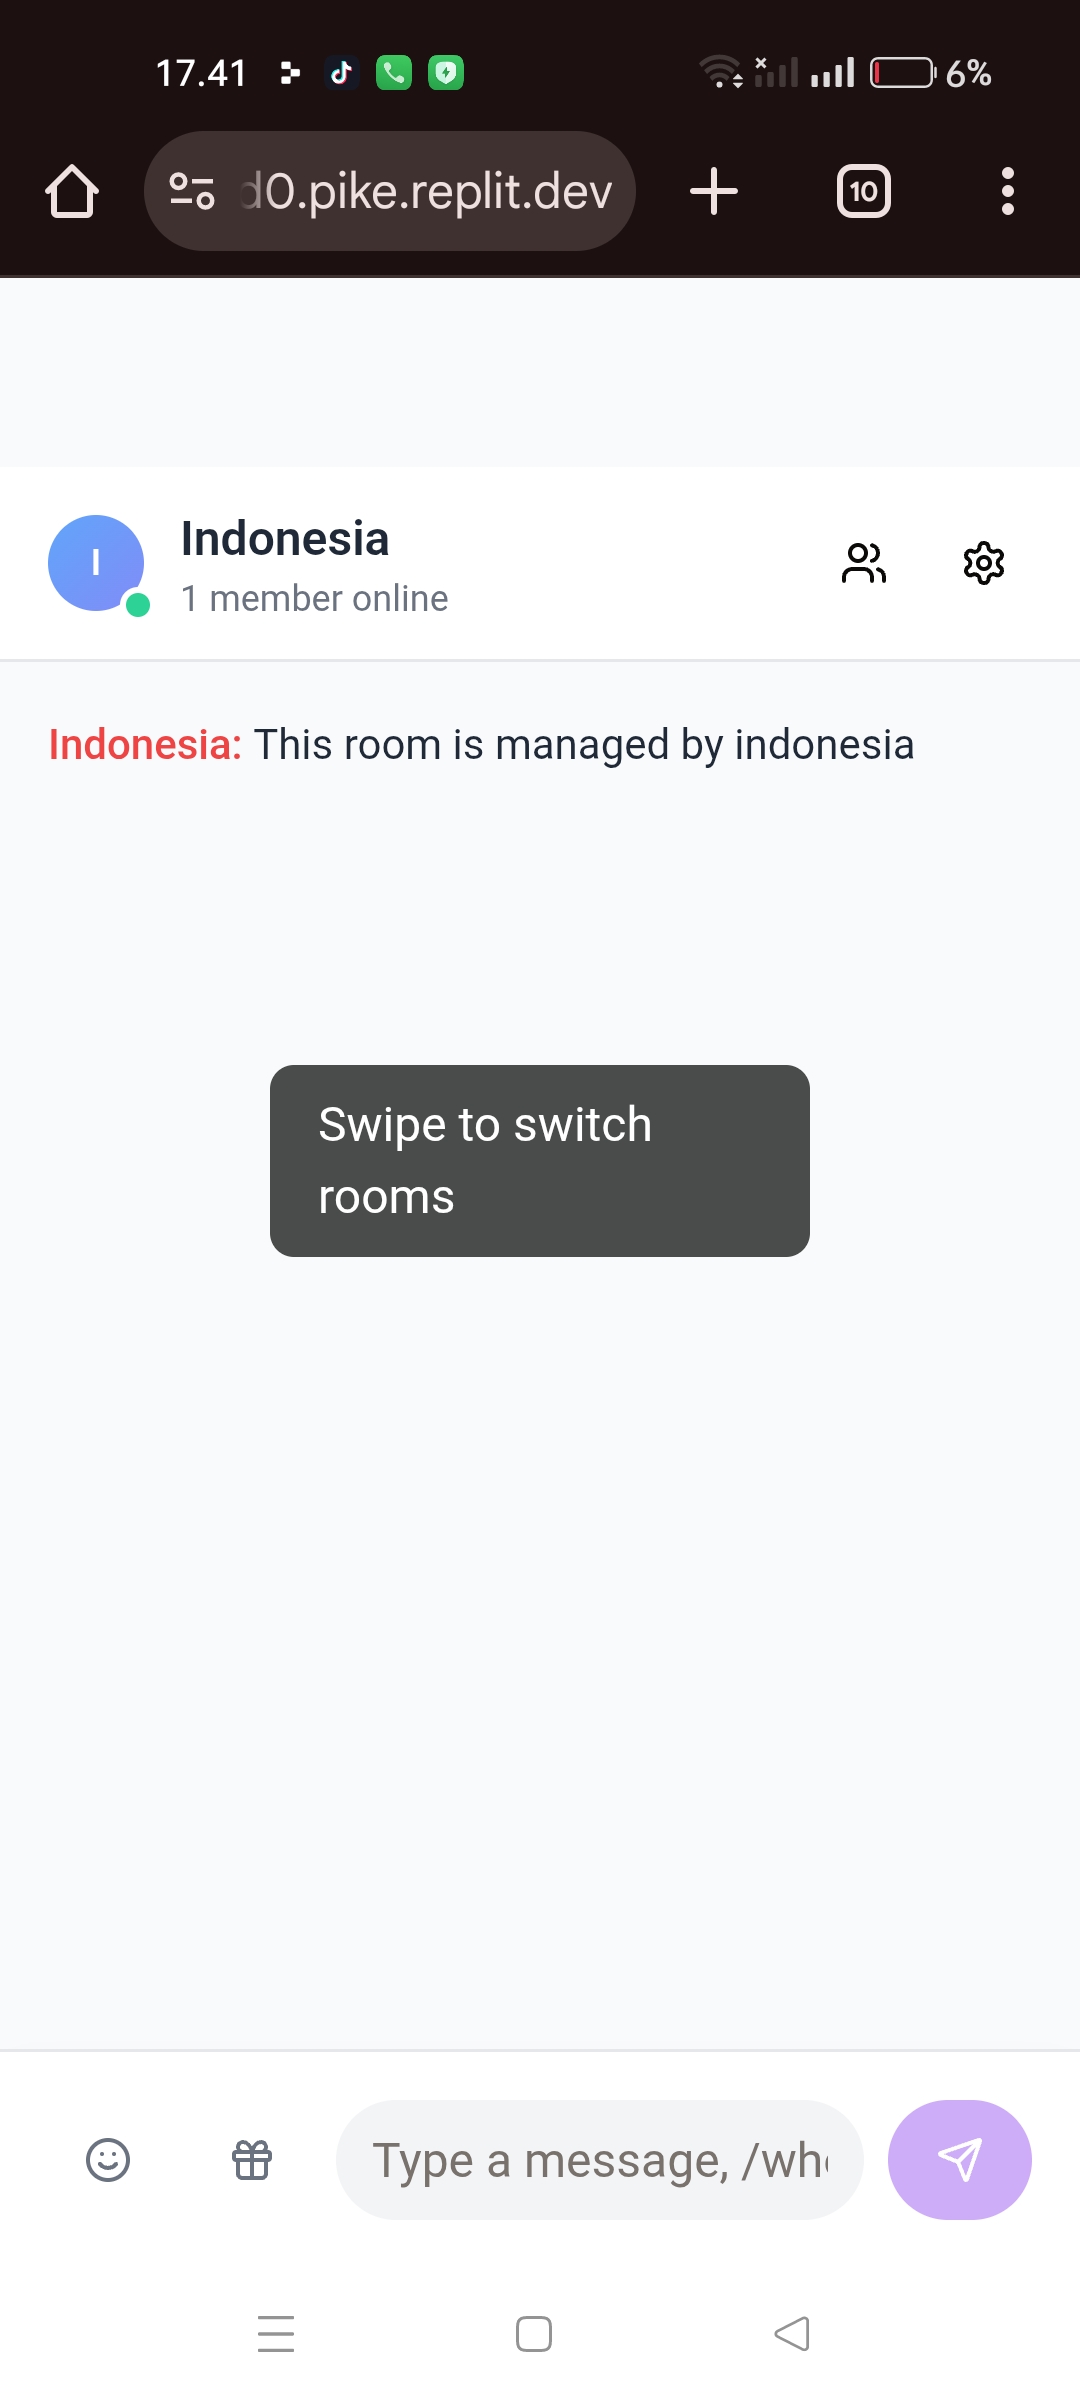 17.41
6%
d0.pike.replit.dev
10
I
Indonesia
1 member online
Indonesia: This room is managed by indonesia
Swipe to switch
rooms
Type a message, /wh